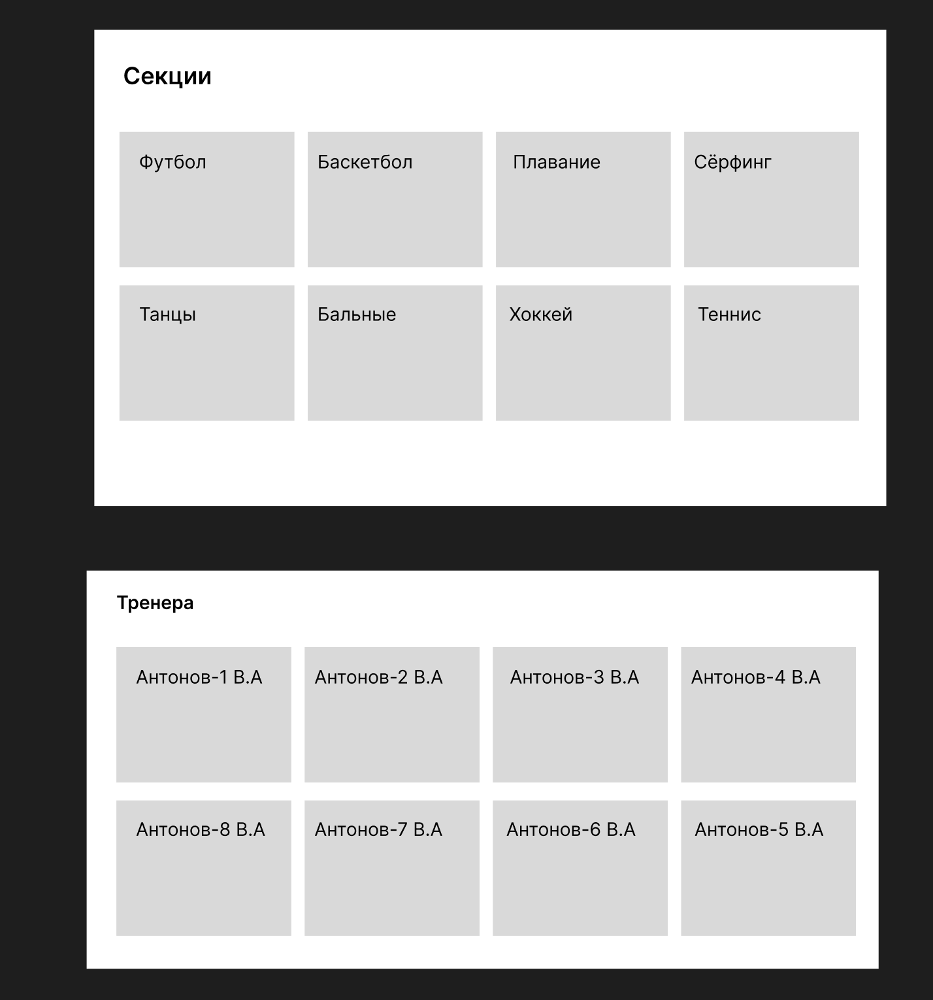 Секции
Футбол
Баскетбол
Плавание
Сёрфинг
Танцы
Бальные
Хоккей
Теннис
Тренера
Антонов-1 В.А
Антонов-2 В.А
Антонов-3 В.А
Антонов-4 В.А
Антонов-8 В.А
Антонов-7 В.А
Антонов-6 В.А
Антонов-5 В.А